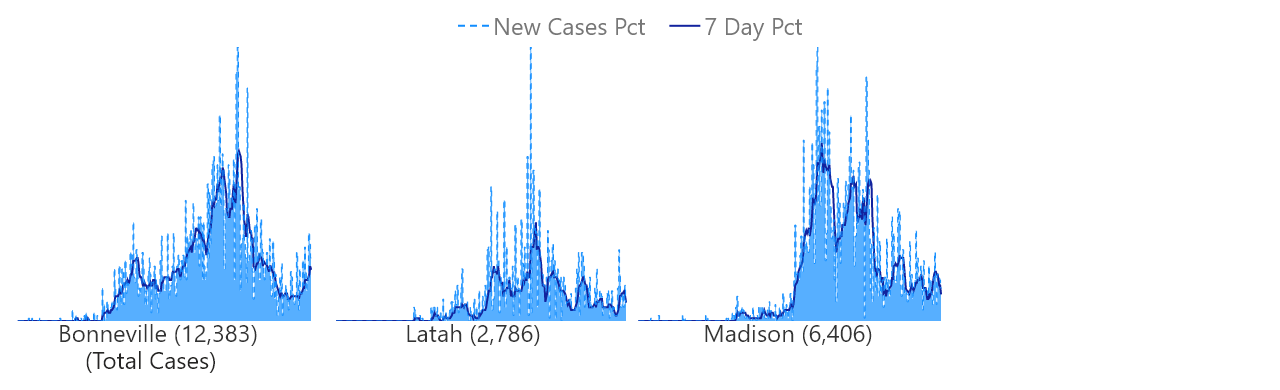 New Cases Pct 7 Day Pct
Bonneville (12,383) Latah (2,786) Madison (6,406)
(Total Cases)